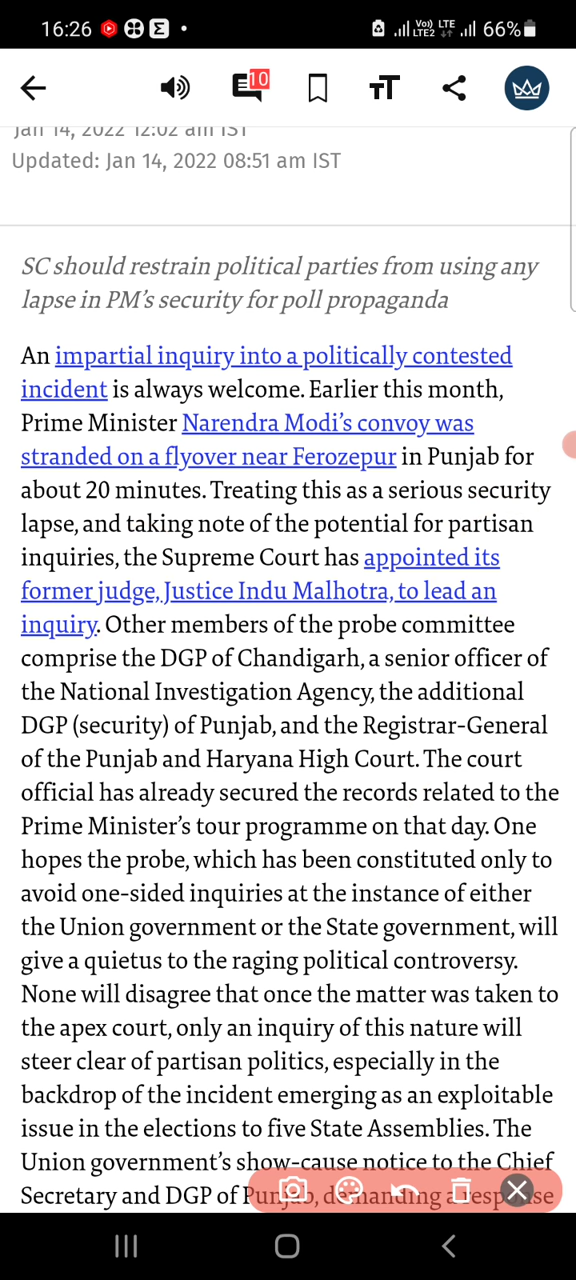 16:26 Vo)) LTE LTE2 66%
10
Jan 14, 2022 12:02 am IST
Updated: Jan 14, 2022 08:51 am IST
SC should restrain political parties from using any
lapse in PM’s security for poll propaganda
An impartial inquiry into a politically contested
incident is always welcome. Earlier this month,
Prime Minister Narendra Modi’s convoy was
stranded on a flyover near Ferozepur in Punjab for
about 20 minutes. Treating this as a serious security
lapse, and taking note of the potential for partisan
inquiries, the Supreme Court has appointed its
former judge, Justice Indu Malhotra, to lead an
inquiry. Other members of the probe committee
comprise the DGP of Chandigarh, a senior officer of
the National Investigation Agency, the additional
DGP (security) of Punjab, and the Registrar-General
of the Punjab and Haryana High Court. The court
official has already secured the records related to the
Prime Minister’s tour programme on that day. One
hopes the probe, which has been constituted only to
avoid one-sided inquiries at the instance of either
the Union government or the State government, will
give a quietus to the raging political controversy.
None will disagree that once the matter was taken to
the apex court, only an inquiry of this nature will
steer clear of partisan politics, especially in the
backdrop of the incident emerging as an exploitable
issue in the elections to five State Assemblies. The
Union government’s show-cause notice to the Chief
Secretary and DGP of Punjab, demanding a response